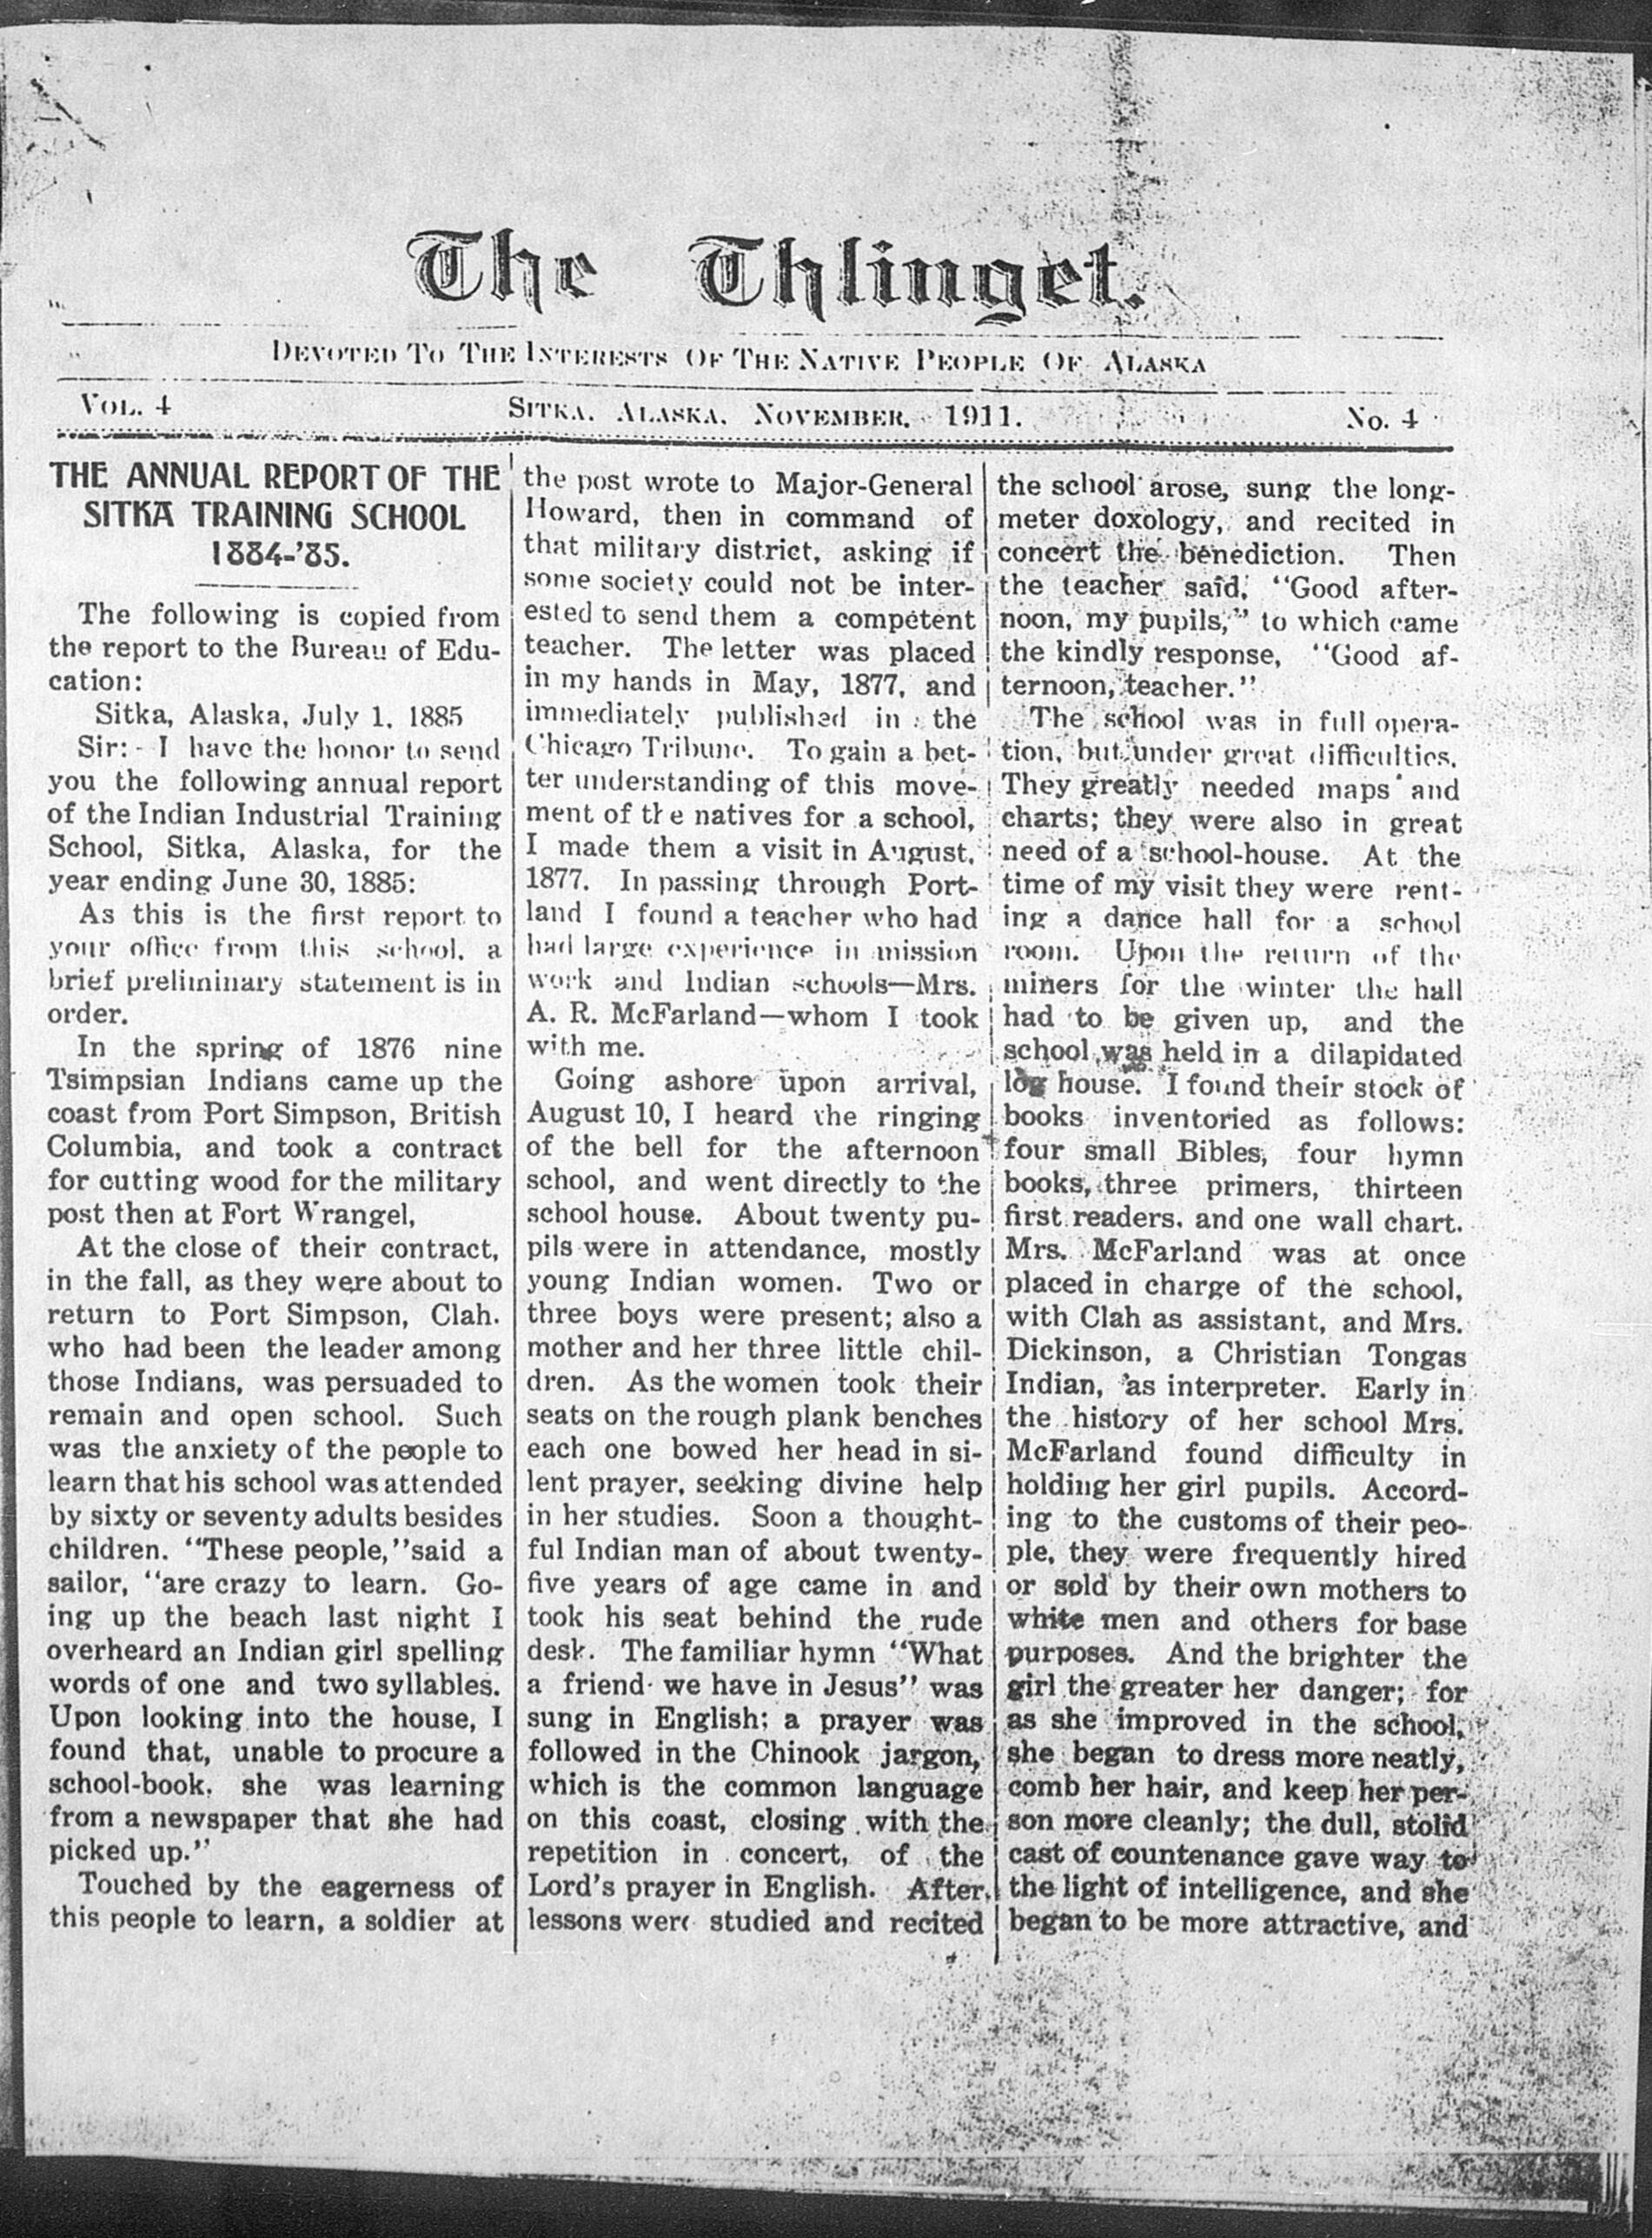 The Thlinget.
Devoted To The Interests Of The Native People Of Alaska
Vol. 4 Sitka, Alaska, November, 1911. No. 4
THE ANNUAL REPORT OF THE
SITKA TRAINING SCHOOL
1884-'85.
The following is copied from
the report to the Bureau of Edu-
cation:
Sitka, Alaska, July 1, 1885
Sir: - I have the honor to send
you the following annual report
of the Indian Industrial Training
School, Sitka, Alaska, for the
year ending June 30, 1885:
As this is the first report to
your office from this school, a
brief preliminary statement is in
order.
In the spring of 1876 nine
Tsimpsian Indians came up the
coast from Port Simpson, British
Columbia, and took a contract
for cutting wood for the military
post then at Fort Wrangel,
At the close of their contract,
in the fall, as they were about to
return to Port Simpson, Clah.
who had been the leader among
those Indians, was persuaded to
remain and open school. Such
was the anxiety of the people to
learn that his school was attended
by sixty or seventy adults besides
children. "These people,"said a
sailor, "are crazy to learn. Go-
ing up the beach last night I
overheard an Indian girl spelling
words of one and two syllables.
Upon looking into the house, I
found that, unable to procure a
school-book, she was learning
from a newspaper that she had
picked up."
Touched by the eagerness of
this people to learn, a soldier at
the post wrote to Major-General
Howard, then in command of
that military district, asking if
some society could not be inter-
ested to send them a competent
teacher. The letter was placed
in my hands in May, 1877, and
immediately published in the
Chicago Tribune. To gain a bet-
ter understanding of this move-
ment of the natives for a school,
I made them a visit in August,
1877. In passing through Port-
land I found a teacher who had
had large experience in mission
work and Indian schools—Mrs.
A. R. McFarland—whom I took
with me.
Going ashore upon arrival,
August 10, I heard the ringing
of the bell for the afternoon
school, and went directly to the
school house. About twenty pu-
pils were in attendance, mostly
young Indian women. Two or
three boys were present; also a
mother and her three little chil-
dren. As the women took their
seats on the rough plank benches
each one bowed her head in si-
lent prayer, seeking divine help
in her studies. Soon a thought-
ful Indian man of about twenty-
five years of age came in and
took his seat behind the rude
desk. The familiar hymn "What
a friend we have in Jesus" was
sung in English; a prayer was
followed in the Chinook jargon,
which is the common language
on this coast, closing with the
repetition in concert, of the
Lord's prayer in English. After
lessons were studied and recited
the school arose, sung the long-
meter doxology, and recited in
concert the benediction. Then
the teacher said, "Good after-
noon, my pupils," to which came
the kindly response, "Good af-
ternoon, teacher."
The school was in full opera-
tion, but under great difficulties.
They greatly needed maps and
charts; they were also in great
need of a school-house. At the
time of my visit they were rent-
ing a dance hall for a school
room. Upon the return of the
miners for the winter the hall
had to be given up, and the
school was held in a dilapidated
log house. I found their stock of
books inventoried as follows:
four small Bibles, four hymn
books, three primers, thirteen
first readers, and one wall chart.
Mrs. McFarland was at once
placed in charge of the school,
with Clah as assistant, and Mrs.
Dickinson, a Christian Tongas
Indian, as interpreter. Early in
the history of her school Mrs.
McFarland found difficulty in
holding her girl pupils. Accord-
ing to the customs of their peo-
ple, they were frequently hired
or sold by their own mothers to
white men and others for base
purposes. And the brighter the
girl the greater her danger; for
as she improved in the school,
she began to dress more neatly,
comb her hair, and keep her per-
son more cleanly; the dull, stolid
cast of countenance gave way to
the light of intelligence, and she
began to be more attractive, and